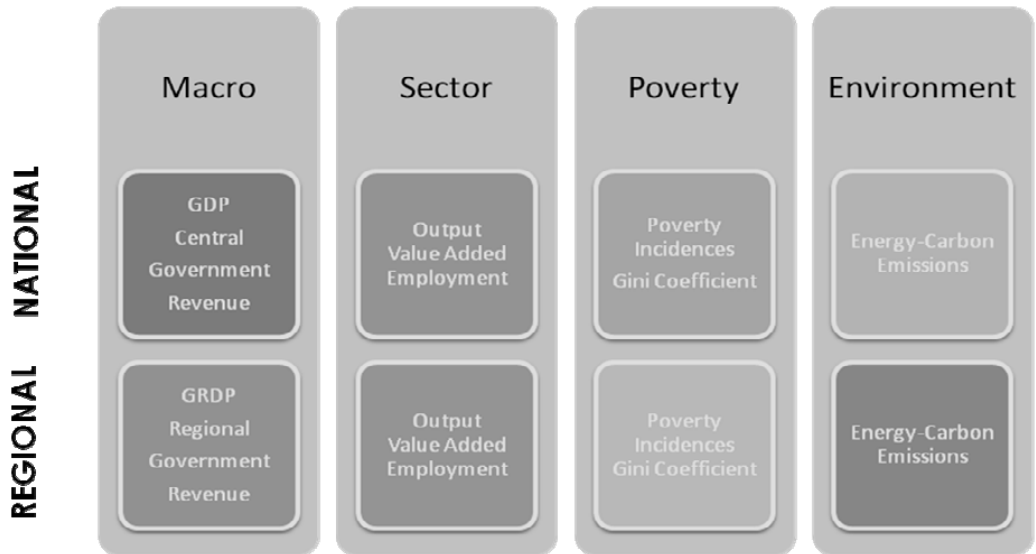 Macro
Sector
Poverty
Environment
NATIONAL
GDP
Central
Government
Revenue
Output
Value Added
Employment
Poverty
Incidences
Gini Coefficient
Energy-Carbon
Emissions
REGIONAL
GRDP
Regional
Government
Revenue
Output
Value Added
Employment
Poverty
Incidences
Gini Coefficient
Energy-Carbon
Emissions